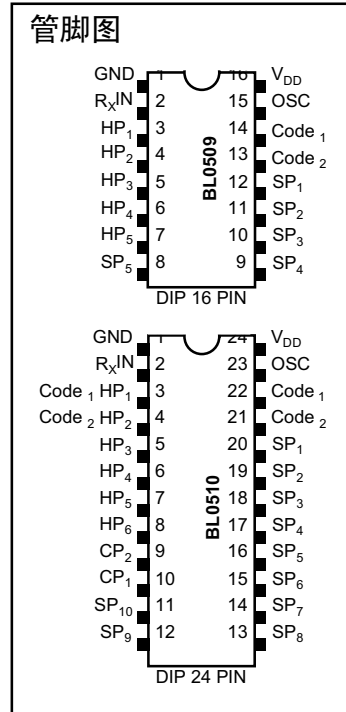 管脚图
GND 1 16 VDD
RXIN 2 15 OSC
HP1 3 14 Code 1
HP2 4 13 Code 2
HP3 5 12 SP1
HP4 6 11 SP2
HP5 7 10 SP3
SP5 8 9 SP4
BL0509
DIP 16 PIN
GND 1 24 VDD
RXIN 2 23 OSC
Code 1 HP1 3 22 Code 1
Code 2 HP2 4 21 Code 2
HP3 5 20 SP1
HP4 6 19 SP2
HP5 7 18 SP3
HP6 8 17 SP4
CP2 9 16 SP5
CP1 10 15 SP6
SP10 11 14 SP7
SP9 12 13 SP8
BL0510
DIP 24 PIN